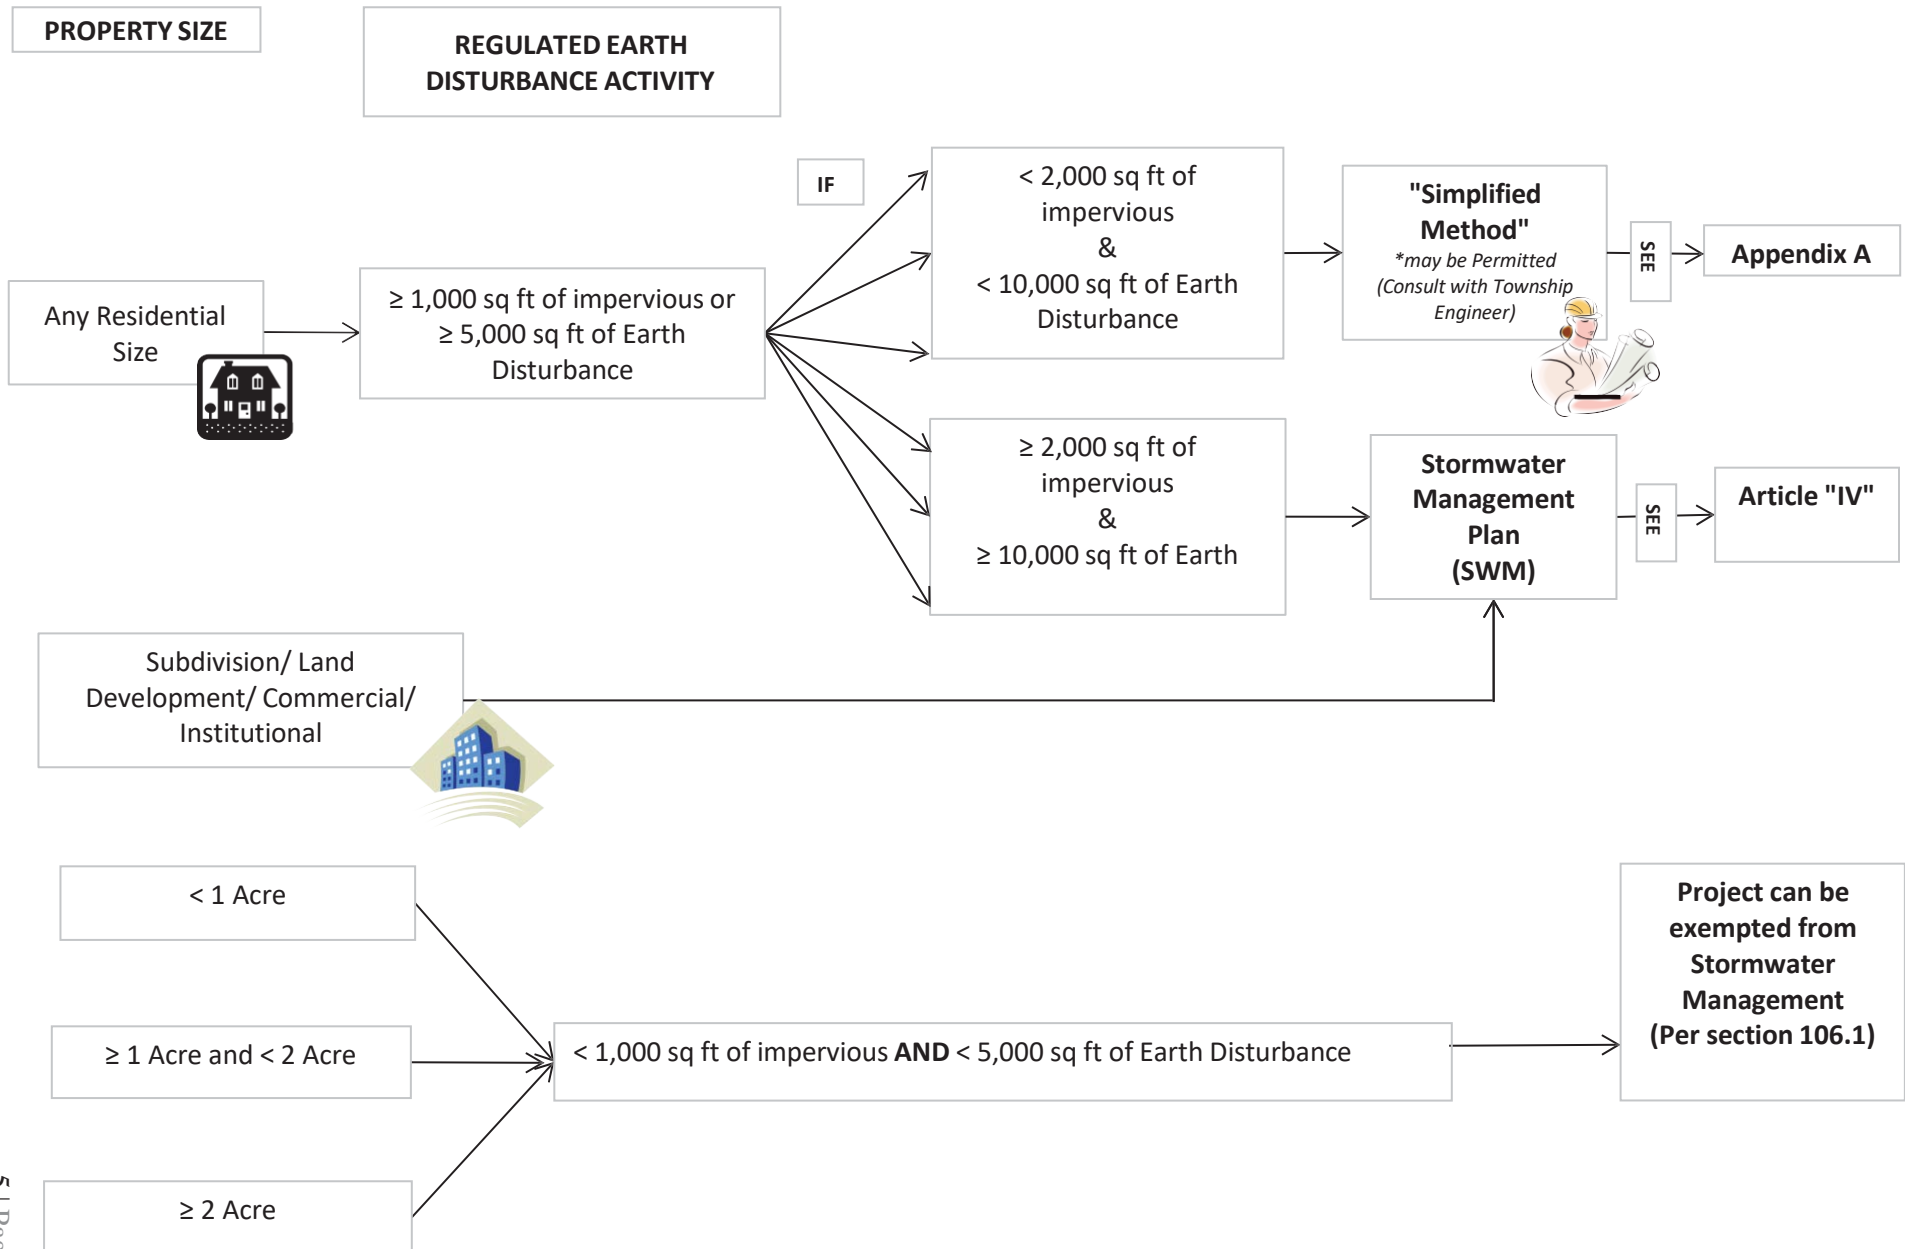 PROPERTY SIZE
REGULATED EARTH
DISTURBANCE ACTIVITY
IF
< 2,000 sq ft of
impervious
&
< 10,000 sq ft of Earth
Disturbance
"Simplified
Method"
*may be Permitted
(Consult with Township
Engineer)
SEE
Appendix A
Any Residential
Size
≥ 1,000 sq ft of impervious or
≥ 5,000 sq ft of Earth
Disturbance
≥ 2,000 sq ft of
impervious
&
≥ 10,000 sq ft of Earth
Stormwater
Management
Plan
(SWM)
SEE
Article "IV"
Subdivision/ Land
Development/ Commercial/
Institutional
< 1 Acre
≥ 1 Acre and < 2 Acre
≥ 2 Acre
< 1,000 sq ft of impervious AND < 5,000 sq ft of Earth Disturbance
Project can be
exempted from
Stormwater
Management
(Per section 106.1)